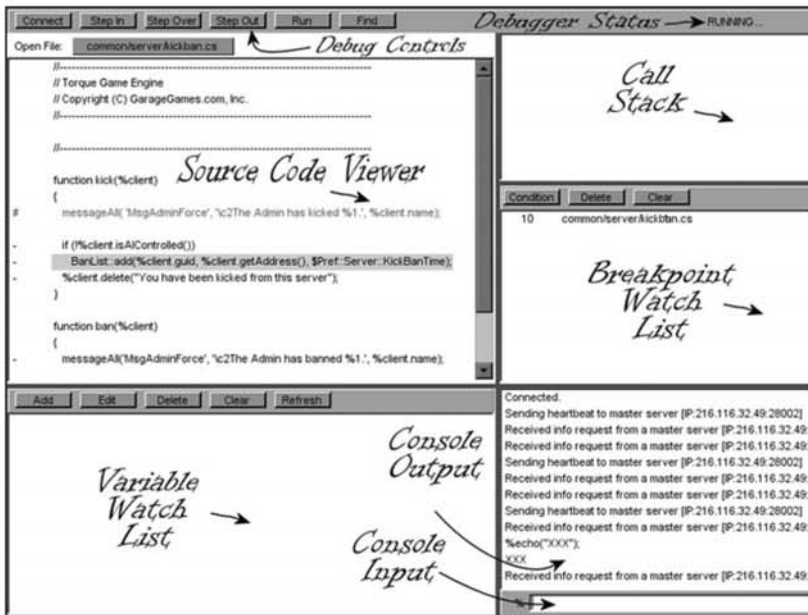 Connect Step In Step Over Step Out Run Find Debugger Status RUNNING...
Open File: common/server/kickban.cs Debug Controls
//-----------------------------------------------------------------------------
// Torque Game Engine
// Copyright (C) GarageGames.com, Inc.
//-----------------------------------------------------------------------------
//-----------------------------------------------------------------------------
function kick(%client)
{
# messageAll( 'MsgAdminForce', '\c2The Admin has kicked %1.', %client.name);
- if (!%client.isAIControlled())
- BanList::add(%client.guid, %client.getAddress(), $Pref::Server::KickBanTime);
- %client.delete("You have been kicked from this server");
}
function ban(%client)
{
- messageAll('MsgAdminForce', '\c2The Admin has banned %1.', %client.name);
Source Code Viewer
Call
Stack
Condition Delete Clear
10 common/server/kickban.cs
Breakpoint
Watch
List
Add Edit Delete Clear Refresh
Variable
Watch
List
Console
Output
Console
Input
Connected.
Sending heartbeat to master server [IP:216.116.32.49:28002]
Received info request from a master server [IP:216.116.32.49:
Received info request from a master server [IP:216.116.32.49:
Sending heartbeat to master server [IP:216.116.32.49:28002]
Received info request from a master server [IP:216.116.32.49:
Received info request from a master server [IP:216.116.32.49:
Sending heartbeat to master server [IP:216.116.32.49:28002]
Received info request from a master server [IP:216.116.32.49:
%echo("XXX");
XXX
Received info request from a master server [IP:216.116.32.49:
%